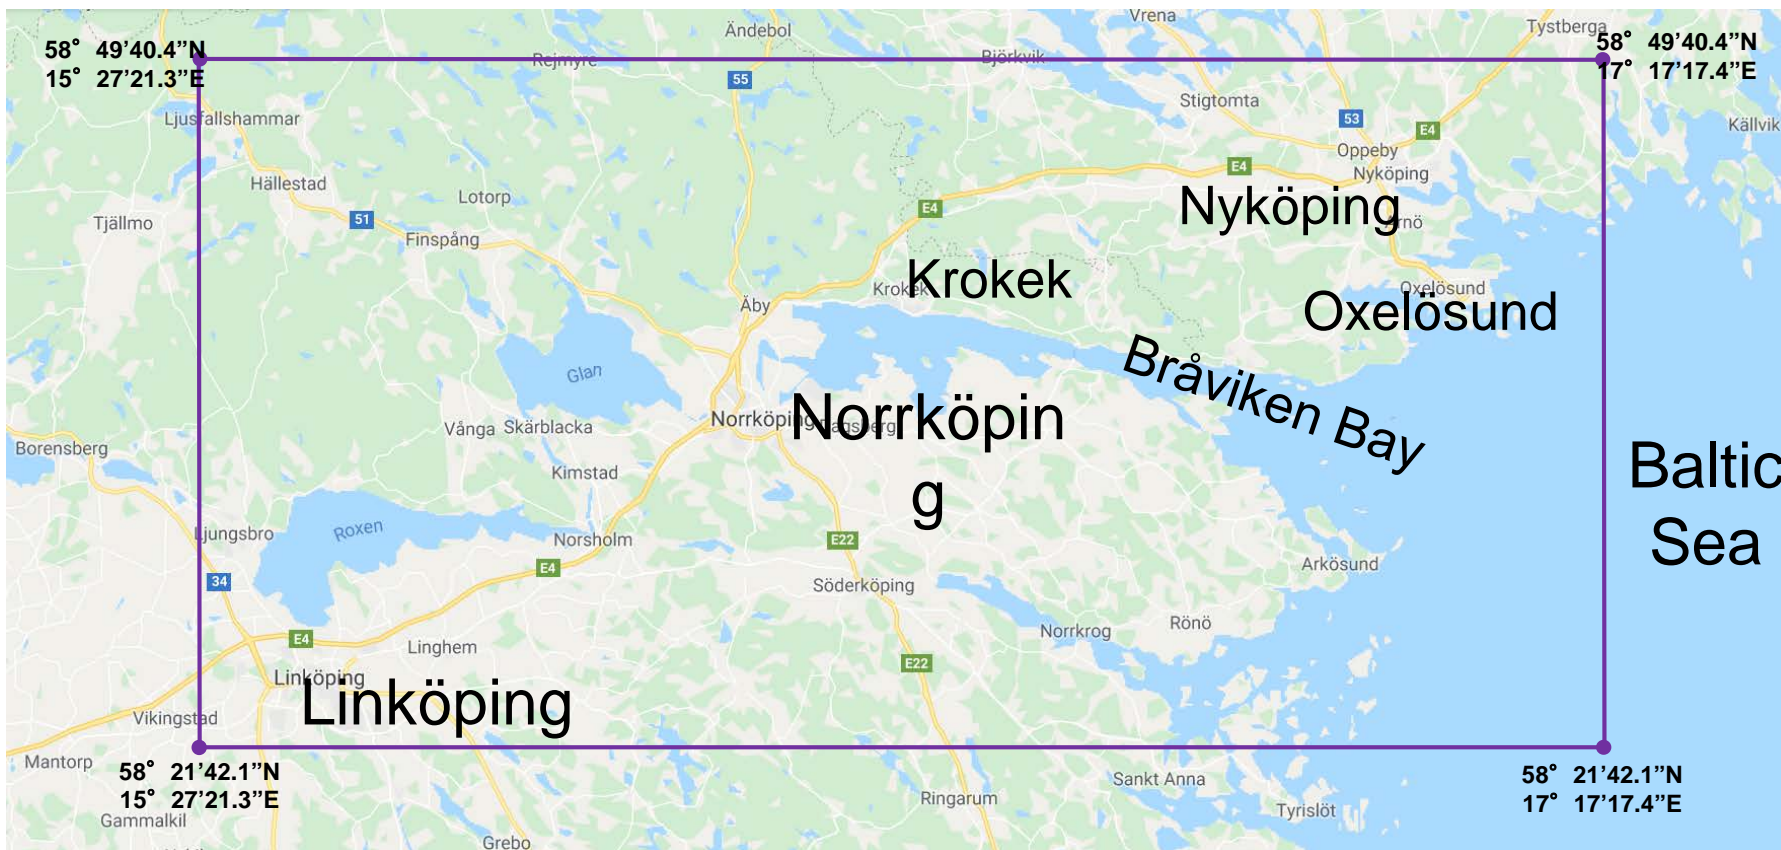 Vrena
Ändebol
Tystberga
58° 49’40.4”N
15° 27’21.3”E
Rejmyre
Björkvik
58° 49’40.4”N
17° 17’17.4”E
55
Stigtomta
Ljusfallshammar
53
E4
Källvik
Oppeby
Hällestad
E4
Nyköping
Lotorp
Nyköping
Tjällmo
51
E4
Arnö
Finspång
Krokek
Krokek
Oxelösund
Oxelösund
Äby
Bråviken Bay
Glan
Norrköping
Norrköpin
g
Vånga
Skärblacka
Borensberg
Kimstad
Baltic
Sea
Roxen
Ljungsbro
Norsholm
E22
E4
Arkösund
34
Söderköping
Rönö
Norrkrog
E4
Linghem
E22
Linköping
Linköping
Vikingstad
Mantorp
58° 21’42.1”N
15° 27’21.3”E
Sankt Anna
58° 21’42.1”N
17° 17’17.4”E
Ringarum
Tyrislöt
Gammalkil
Grebo